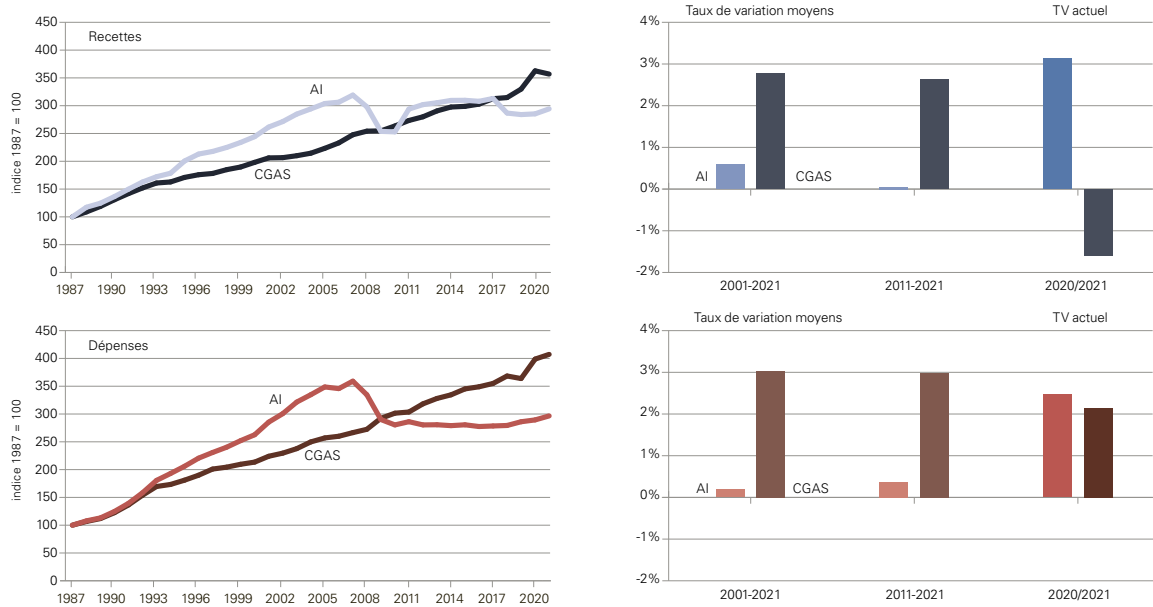 450
Recettes
400
350
AI
300
250
200
CGAS
150
100
50
0
indice 1987 = 100
1987 1990 1993 1996 1999 2002 2005 2008 2011 2014 2017 2020
Taux de variation moyens TV actuel
4%
3%
2%
1%
AI CGAS
0%
-1%
-2%
2001-2021 2011-2021 2020/2021
450
Dépenses
400
350
AI
300
250
CGAS
200
150
100
50
0
indice 1987 = 100
1987 1990 1993 1996 1999 2002 2005 2008 2011 2014 2017 2020
Taux de variation moyens TV actuel
4%
3%
2%
1%
AI CGAS
0%
-1%
-2%
2001-2021 2011-2021 2020/2021